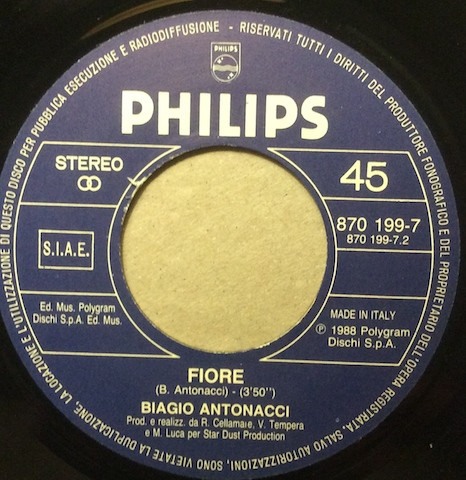 RISERVATI TUTTI I DIRITTI DEL PRODUTTORE FONOGRAFICO E DEL PROPRIETARIO DELL'OPERA REGISTRATA. SALVO AUTORIZZAZIONI, SONO VIETATE LA DUPLICAZIONE, LA LOCAZIONE E L'UTILIZZAZIONE DI QUESTO DISCO PER PUBBLICA ESECUZIONE E RADIODIFFUSIONE -
PHILIPS
PHILIPS
STEREO
45
870 199-7
870 199-7.2
S.I.A.E.
Ed. Mus. Polygram
Dischi S.p.A. Ed. Mus.
MADE IN ITALY
℗ 1988 Polygram
Dischi S.p.A.
FIORE
(B. Antonacci) - (3'50")
BIAGIO ANTONACCI
Prod. e realizz. da R. Cellamare, V. Tempera
e M. Luca per Star Dust Production